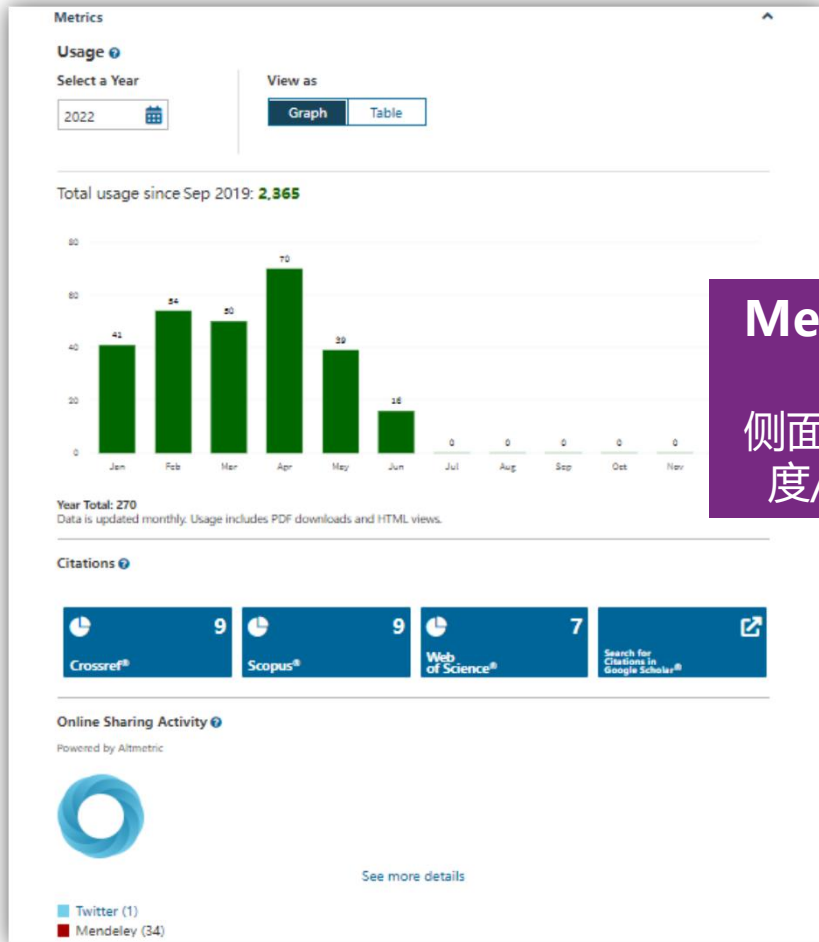 Metrics
Usage
Select a Year
View as
2022
Graph
Table
Total usage since Sep 2019: 2,365
80
60
40
20
0
41
54
50
70
39
16
0
0
0
0
0
Jan
Feb
Mar
Apr
May
Jun
Jul
Aug
Sep
Oct
Nov
Year Total: 270
Data is updated monthly. Usage includes PDF downloads and HTML views.
Citations
9
Crossref®
9
Scopus®
7
Web
of Science®
Search for
Citations in
Google Scholar®
Online Sharing Activity
Powered by Altmetric
See more details
Twitter (1)
Mendeley (34)
Me
侧面
度/